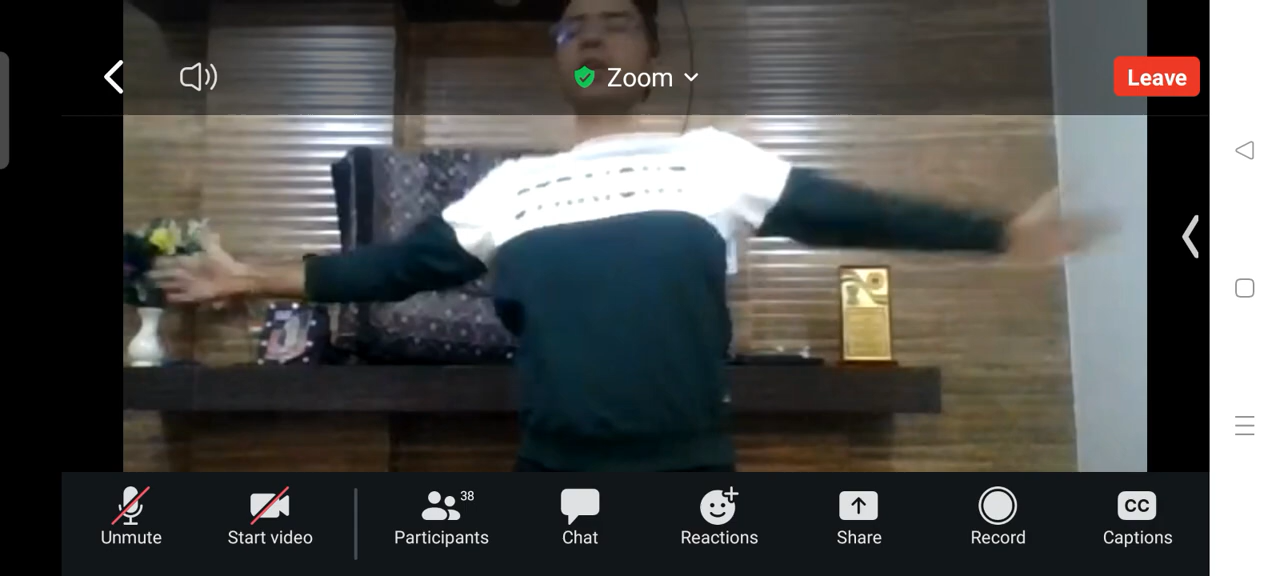 Zoom
Leave
38
Unmute
Start video
Participants
Chat
Reactions
Share
Record
CC
Captions